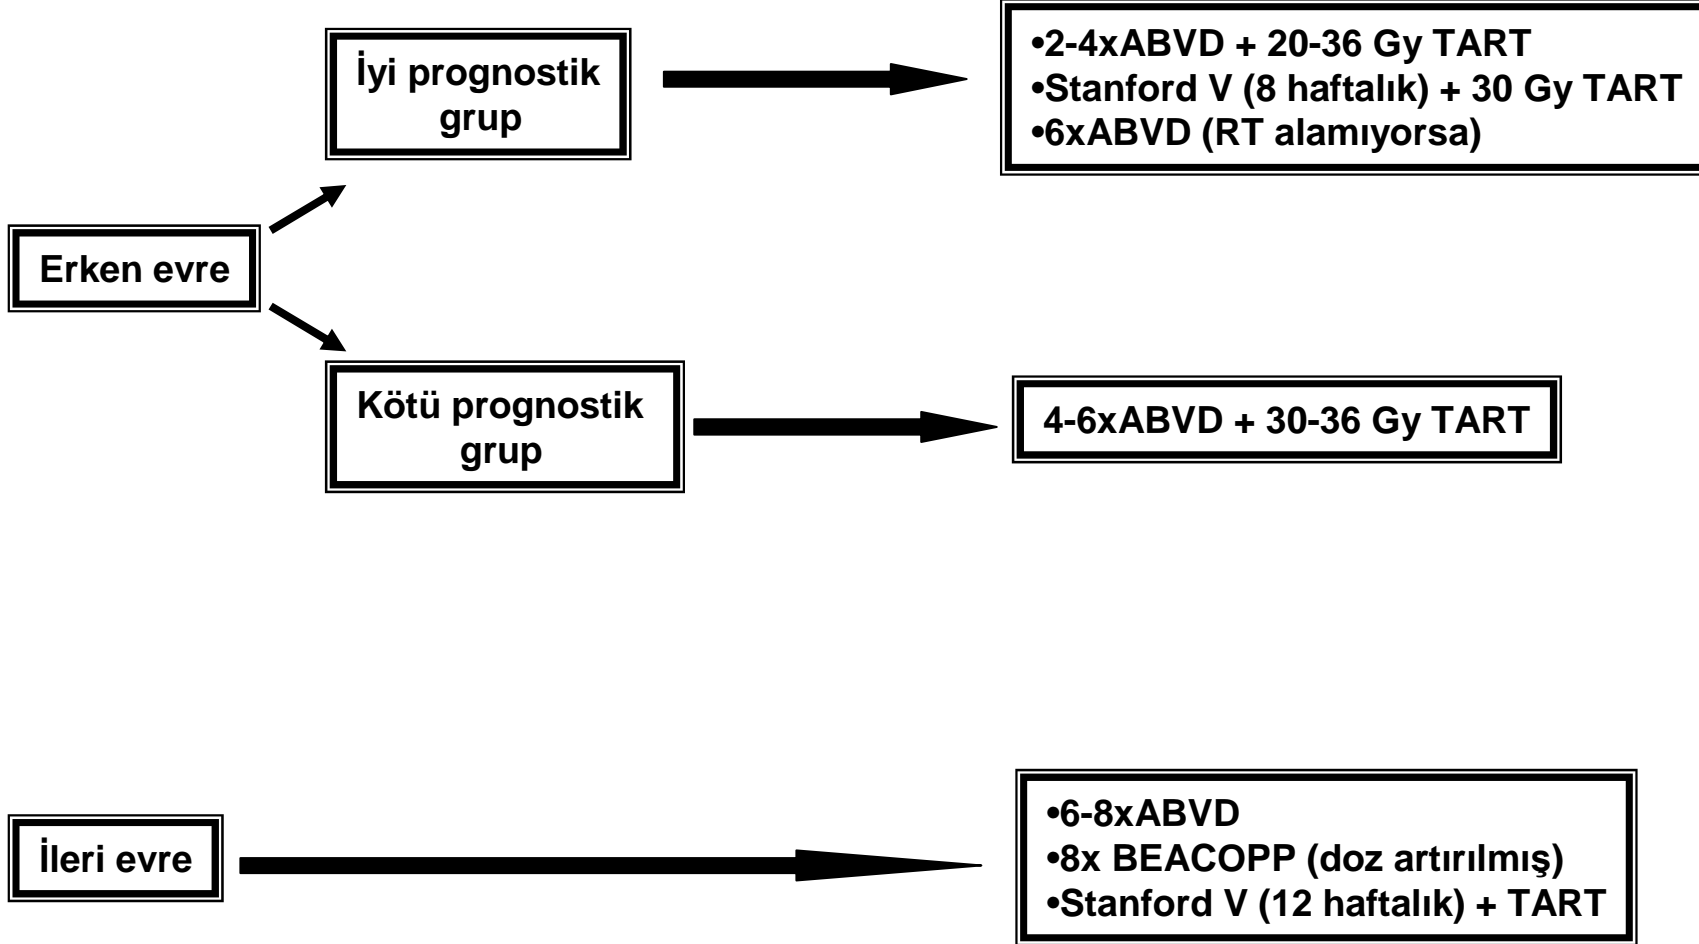 İyi prognostik
grup
•2-4xABVD + 20-36 Gy TART
•Stanford V (8 haftalık) + 30 Gy TART
•6xABVD (RT alamıyorsa)
Erken evre
Kötü prognostik
grup
4-6xABVD + 30-36 Gy TART
İleri evre
•6-8xABVD
•8x BEACOPP (doz artırılmış)
•Stanford V (12 haftalık) + TART